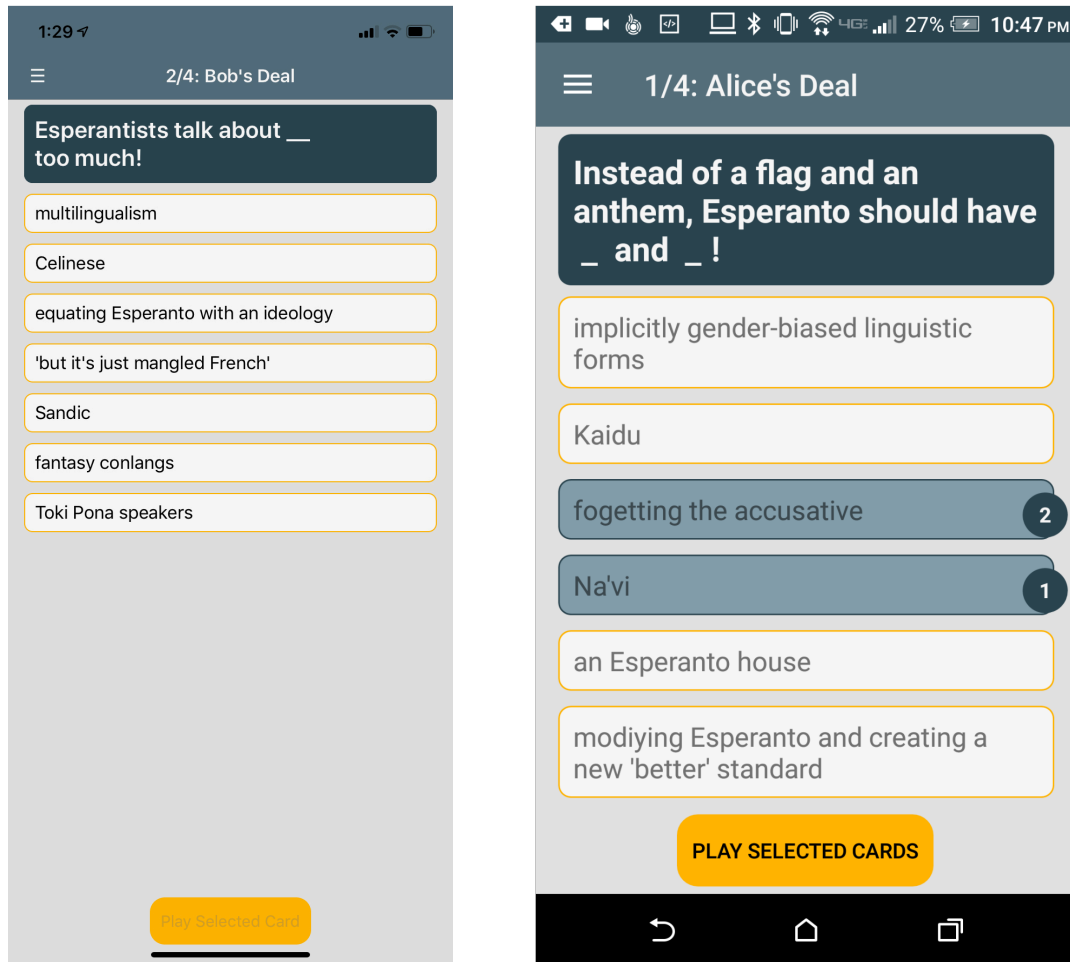 1:29
2/4: Bob's Deal
Esperantists talk about __
too much!
multilingualism
Celinese
equating Esperanto with an ideology
'but it's just mangled French'
Sandic
fantasy conlangs
Toki Pona speakers
Play Selected Card
4G 27% 10:47 PM
1/4: Alice's Deal
Instead of a flag and an
anthem, Esperanto should have
_ and _ !
implicitly gender-biased linguistic
forms
Kaidu
fogetting the accusative
2
Na'vi
1
an Esperanto house
modiying Esperanto and creating a
new 'better' standard
PLAY SELECTED CARDS